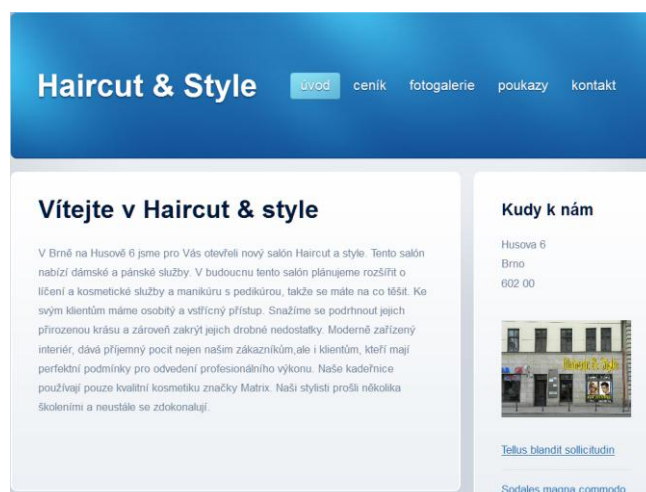 Haircut & Style
úvod ceník fotogalerie poukazy kontakt
Vítejte v Haircut & style
V Brně na Husově 6 jsme pro Vás otevřeli nový salón Haircut a style. Tento salón
nabízí dámské a pánské služby. V budoucnu tento salón plánujeme rozšířit o
líčení a kosmetické služby a manikúru s pedikúrou, takže se máte na co těšit. Ke
svým klientům máme osobitý a vstřícný přístup. Snažíme se podrhnout jejich
přirozenou krásu a zároveň zakrýt jejich drobné nedostatky. Moderně zařízený
interiér, dává příjemný pocit nejen našim zákazníkům,ale i klientům, kteří mají
perfektní podmínky pro odvedení profesionálního výkonu. Naše kadeřnice
používají pouze kvalitní kosmetiku značky Matrix. Naši stylisti prošli několika
školeními a neustále se zdokonalují.
Kudy k nám
Husova 6
Brno
602 00
Haircut & Style
Tellus blandit sollicitudin
Sodales magna commodo